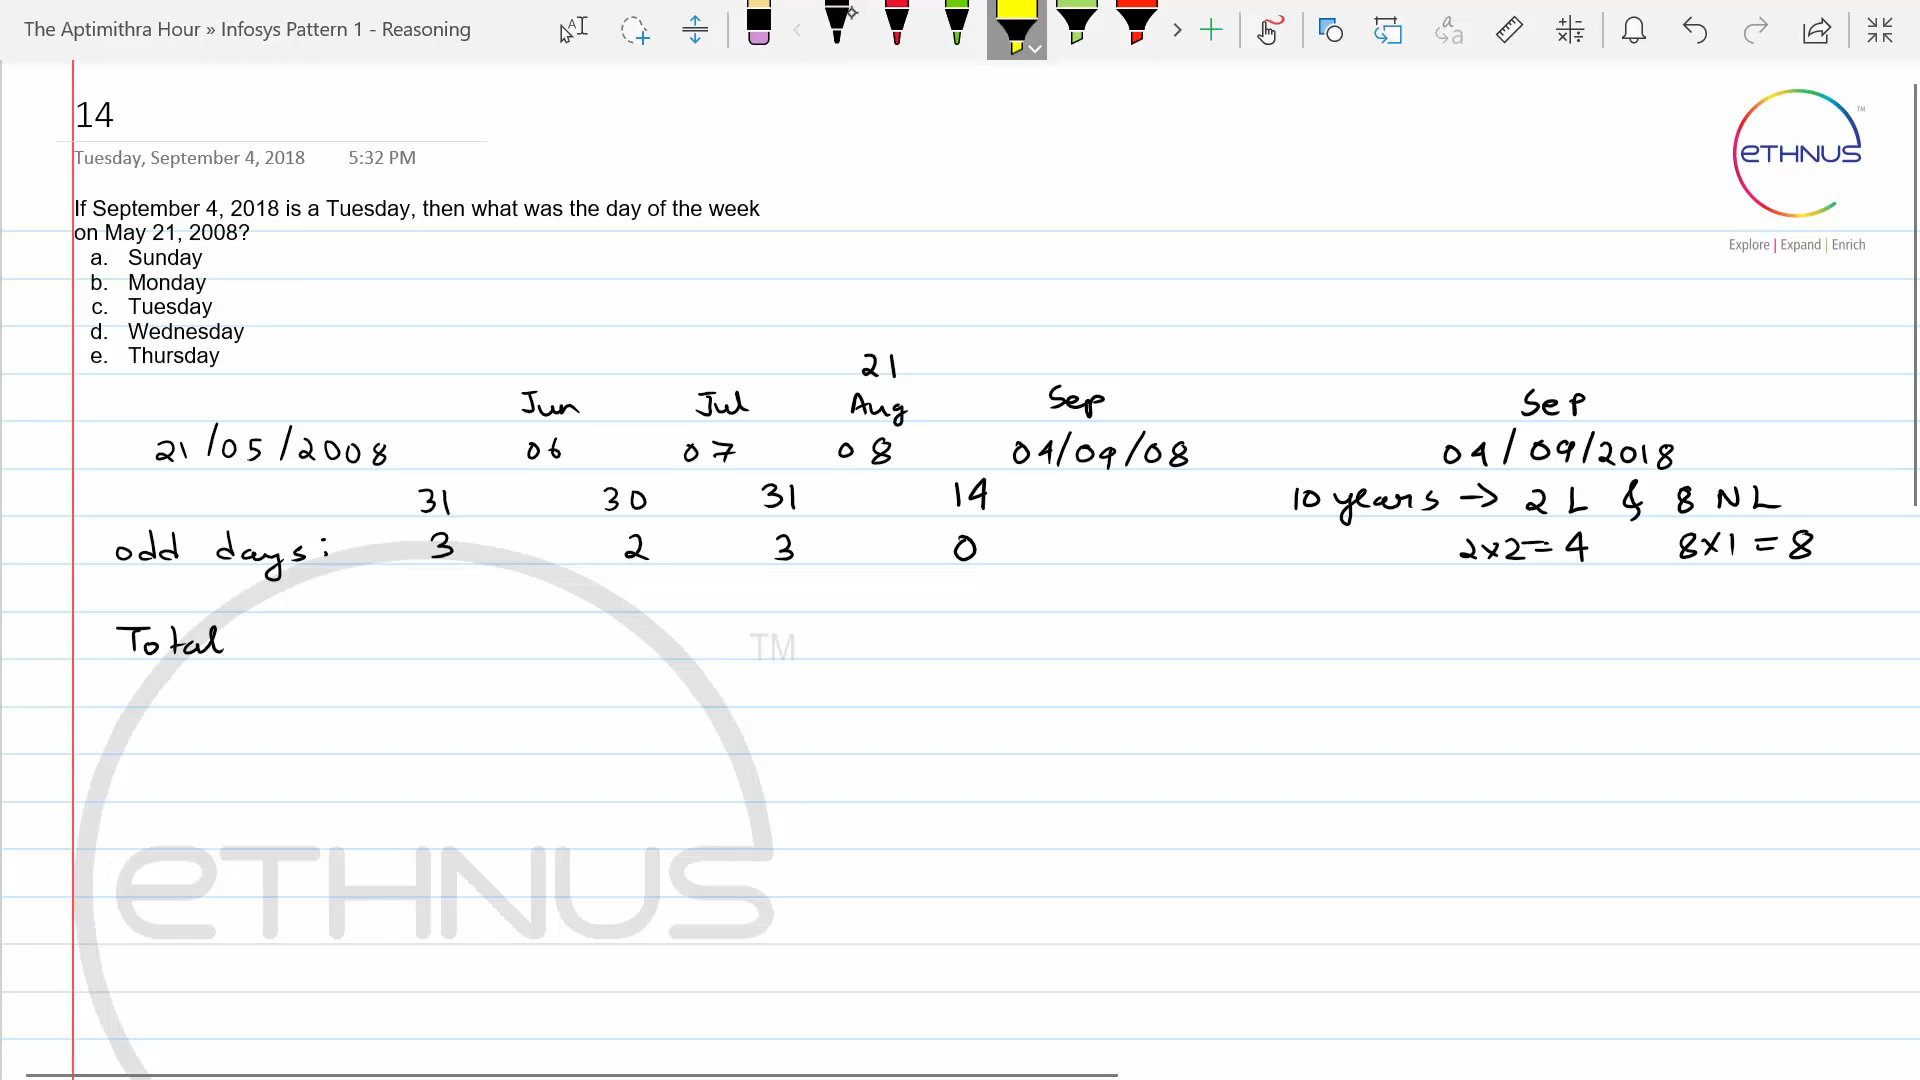 The Aptimithra Hour » Infosys Pattern 1 - Reasoning
14
Tuesday, September 4, 2018 5:32 PM
eTHNUS TM
Explore | Expand | Enrich
If September 4, 2018 is a Tuesday, then what was the day of the week
on May 21, 2008?
a. Sunday
b. Monday
c. Tuesday
d. Wednesday
e. Thursday
21
Jun Jul Aug Sep Sep
21/05/2008 06 07 08 04/09/08 04/09/2018
31 30 31 14 10 years → 2 L & 8 NL
odd days: 3 2 3 0 2x2=4 8x1=8
Total
TM
eTHNUS